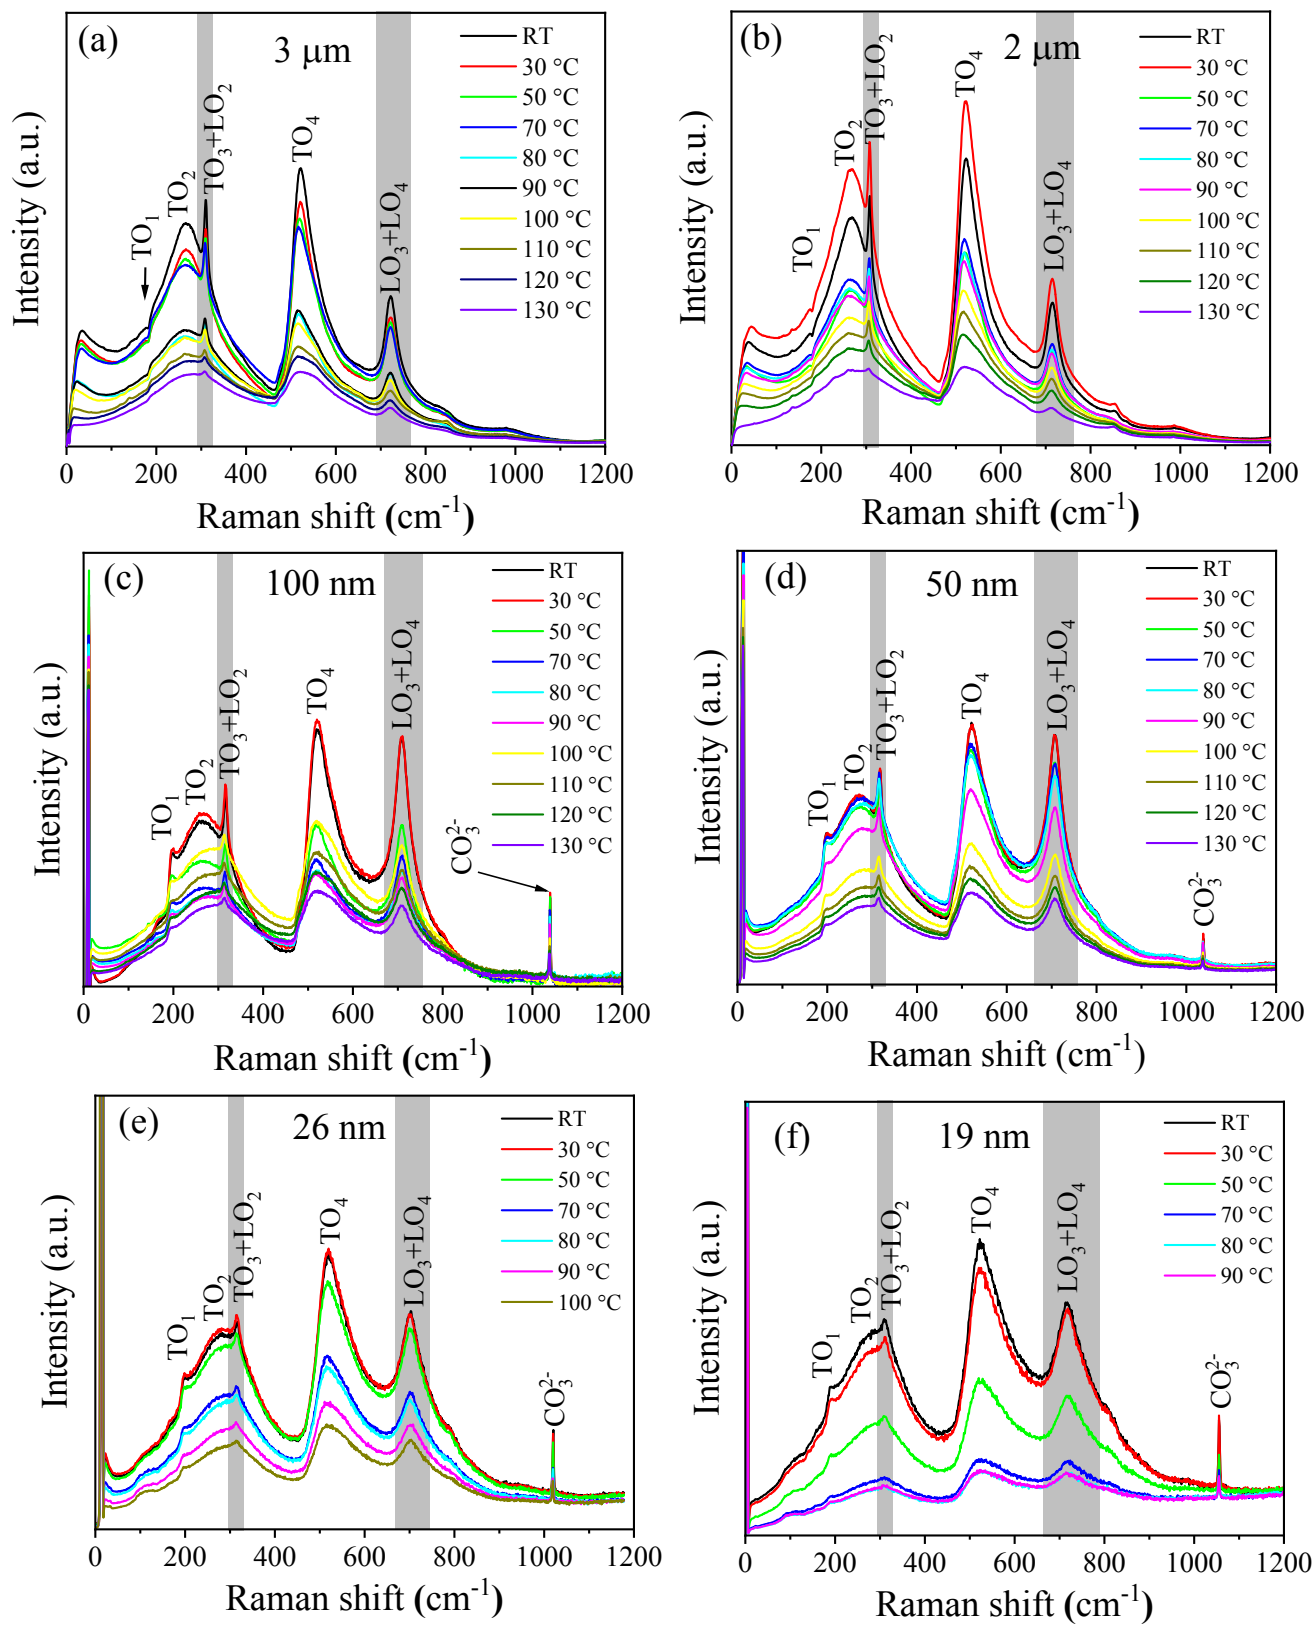 (a)
3 μm
TO₁
TO₂
TO₃+LO₂
TO₄
LO₃+LO₄
RT
30 °C
50 °C
70 °C
80 °C
90 °C
100 °C
110 °C
120 °C
130 °C
Intensity (a.u.)
0 200 400 600 800 1000 1200
Raman shift (cm⁻¹)
(b)
2 μm
TO₁
TO₂
TO₃+LO₂
TO₄
LO₃+LO₄
RT
30 °C
50 °C
70 °C
80 °C
90 °C
100 °C
110 °C
120 °C
130 °C
Intensity (a.u.)
0 200 400 600 800 1000 1200
Raman shift (cm⁻¹)
(c)
100 nm
TO₁
TO₂
TO₃+LO₂
TO₄
LO₃+LO₄
CO₃²⁻
RT
30 °C
50 °C
70 °C
80 °C
90 °C
100 °C
110 °C
120 °C
130 °C
Intensity (a.u.)
0 200 400 600 800 1000 1200
Raman shift (cm⁻¹)
(d)
50 nm
TO₁
TO₂
TO₃+LO₂
TO₄
LO₃+LO₄
CO₃²⁻
RT
30 °C
50 °C
70 °C
80 °C
90 °C
100 °C
110 °C
120 °C
130 °C
Intensity (a.u.)
0 200 400 600 800 1000 1200
Raman shift (cm⁻¹)
(e)
26 nm
TO₁
TO₂
TO₃+LO₂
TO₄
LO₃+LO₄
CO₃²⁻
RT
30 °C
50 °C
70 °C
80 °C
90 °C
100 °C
Intensity (a.u.)
0 200 400 600 800 1000 1200
Raman shift (cm⁻¹)
(f)
19 nm
TO₁
TO₂
TO₃+LO₂
TO₄
LO₃+LO₄
CO₃²⁻
RT
30 °C
50 °C
70 °C
80 °C
90 °C
Intensity (a.u.)
0 200 400 600 800 1000 1200
Raman shift (cm⁻¹)